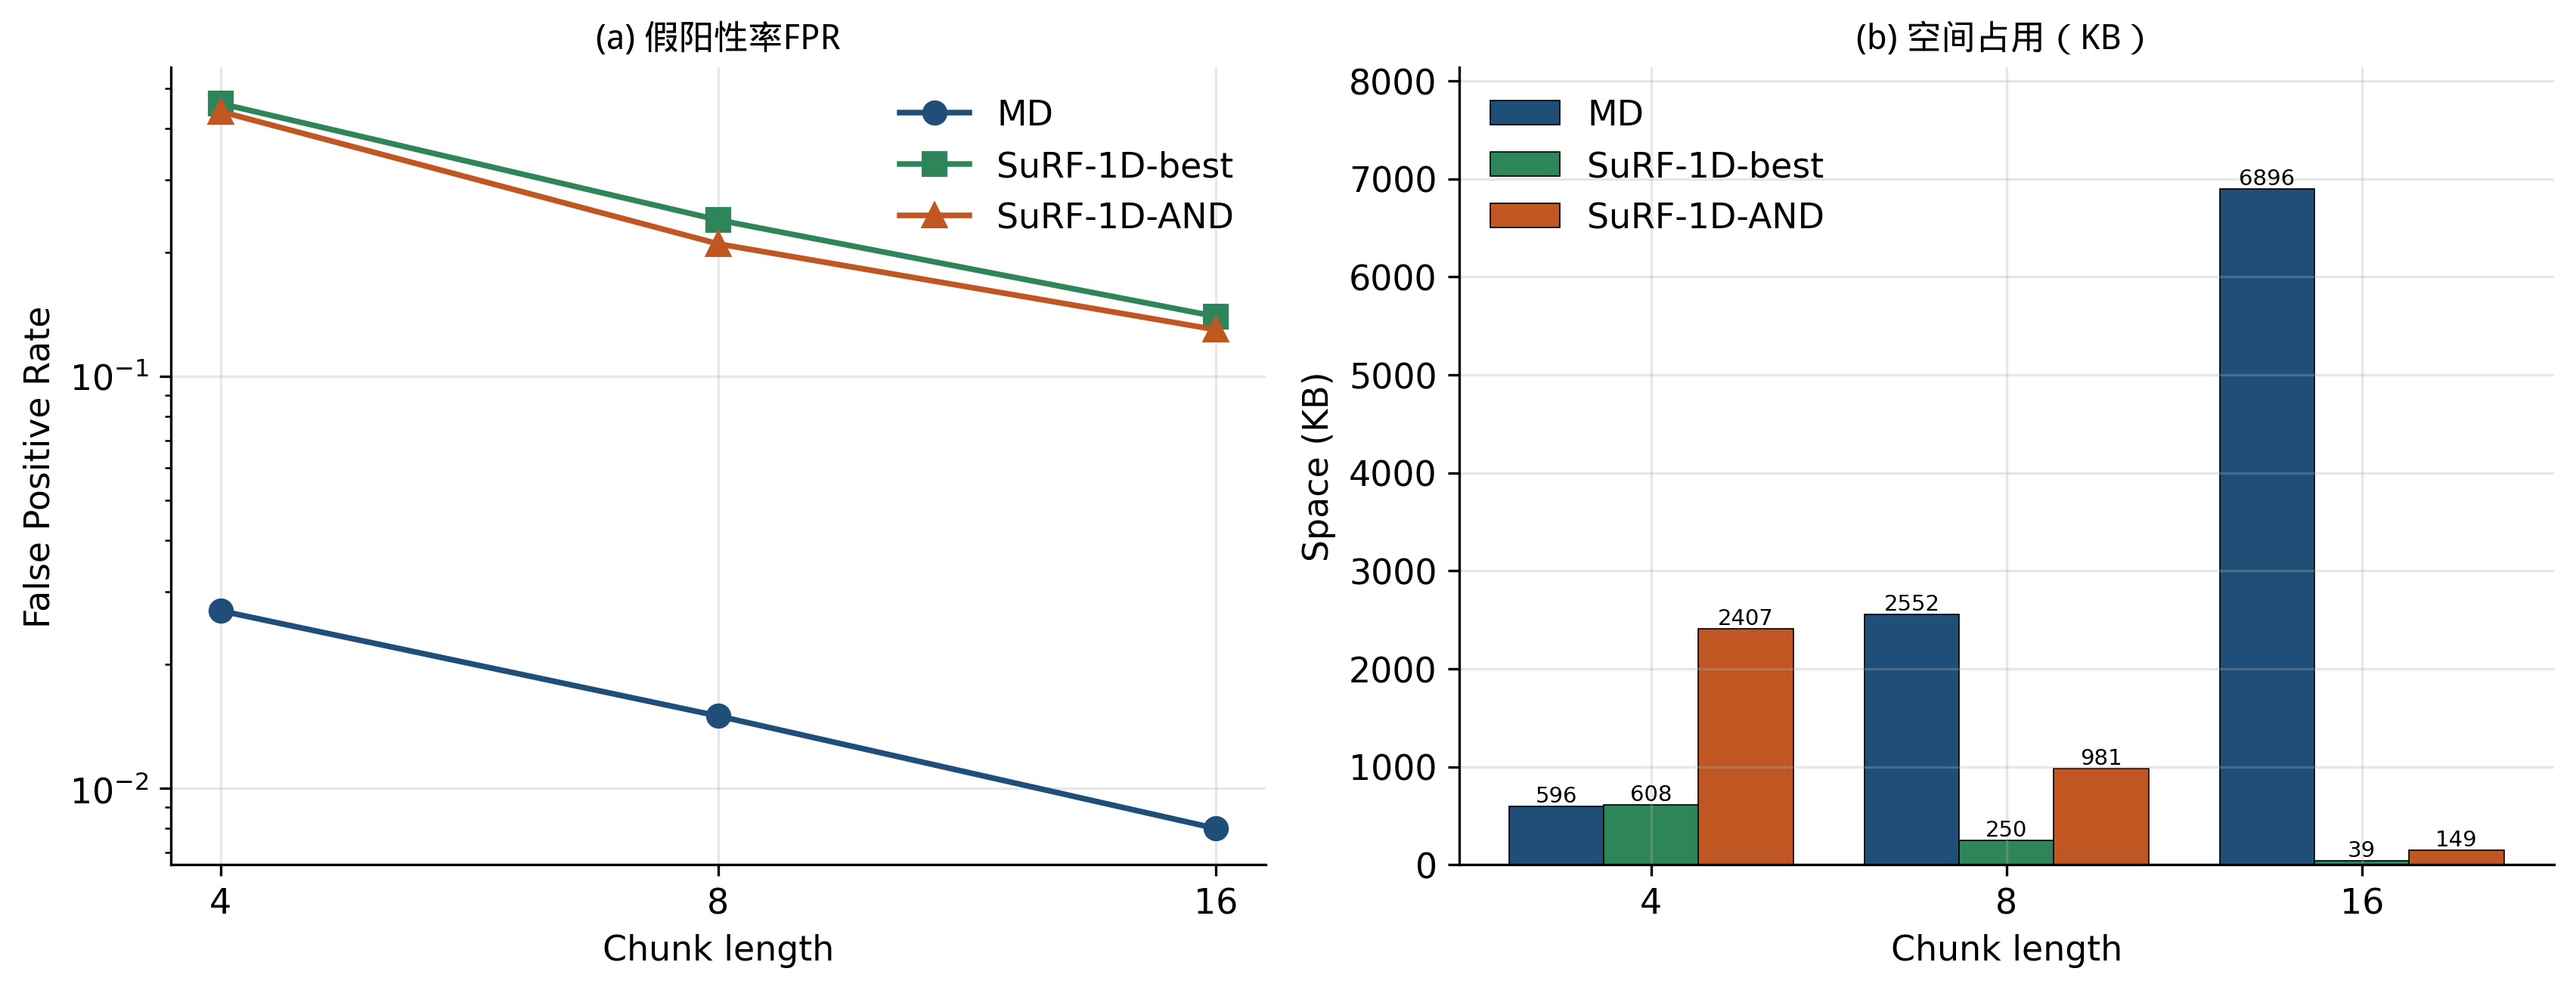 (a) 假阳性率FPR
MD
SuRF-1D-best
SuRF-1D-AND
False Positive Rate
10⁻¹
10⁻²
4 8 16
Chunk length
(b) 空间占用（KB）
MD
SuRF-1D-best
SuRF-1D-AND
Space (KB)
8000
7000
6000
5000
4000
3000
2000
1000
0
596 608 2407
2552 250 981
6896 39 149
4 8 16
Chunk length